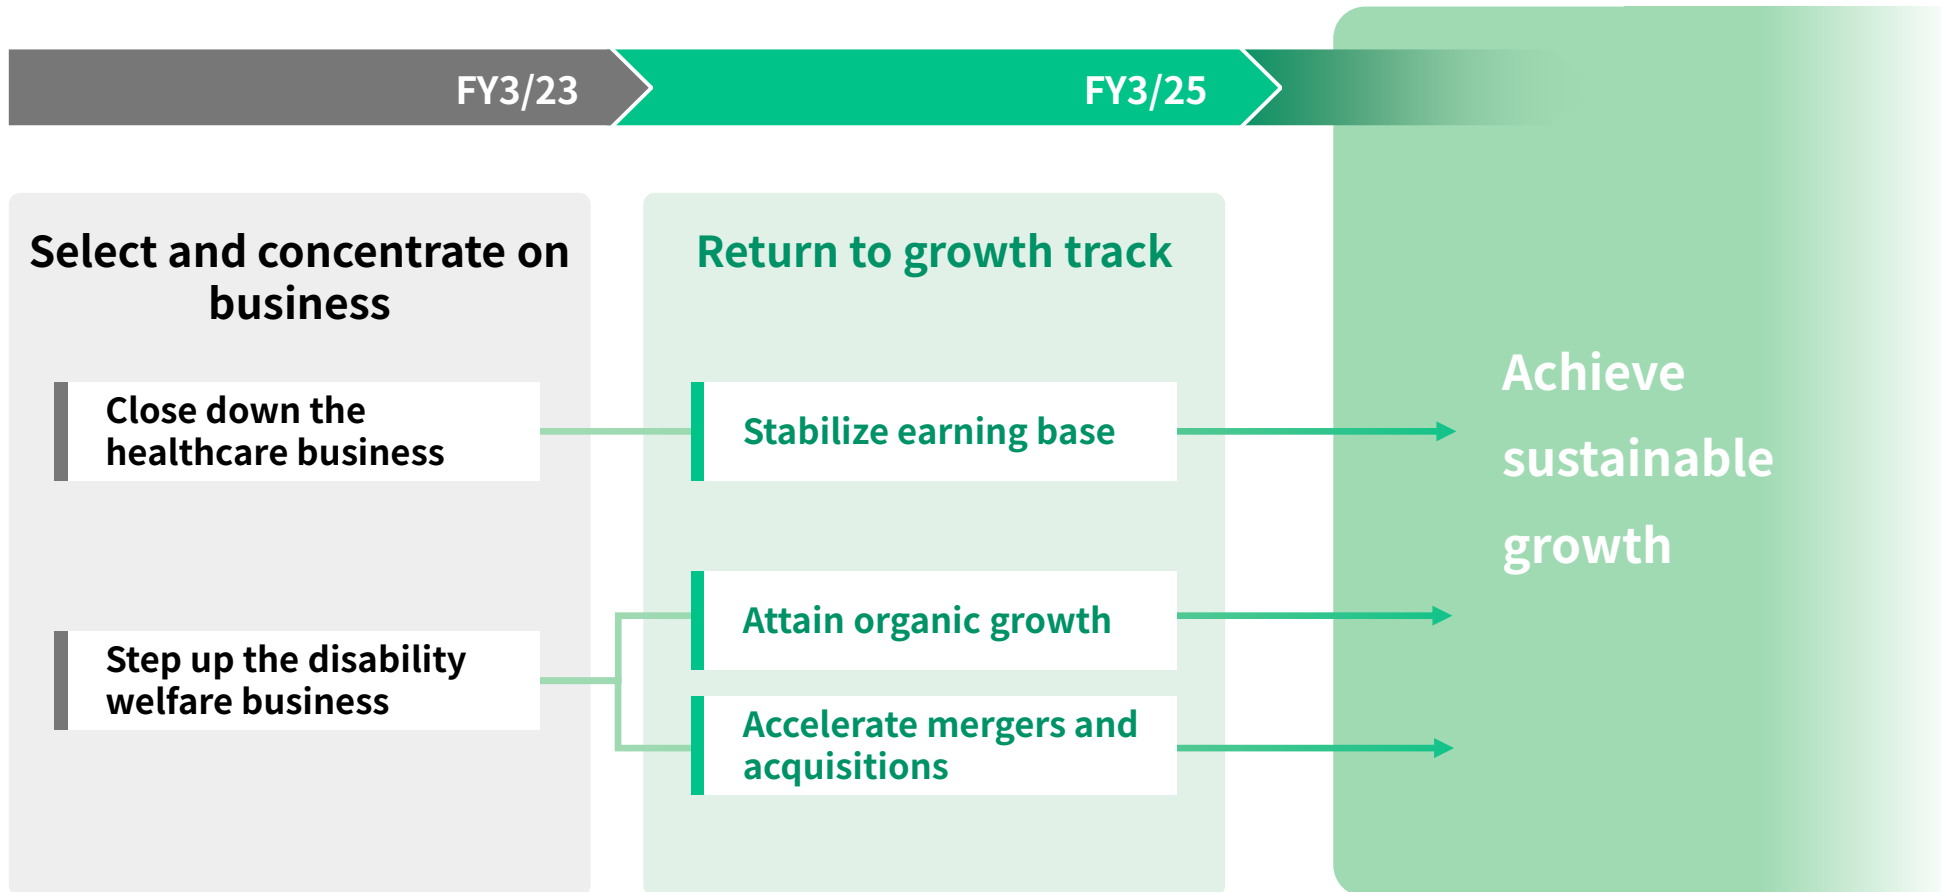 FY3/23
FY3/25
Select and concentrate on
business
Close down the
healthcare business
Step up the disability
welfare business
Return to growth track
Stabilize earning base
Attain organic growth
Accelerate mergers and
acquisitions
Achieve
sustainable
growth